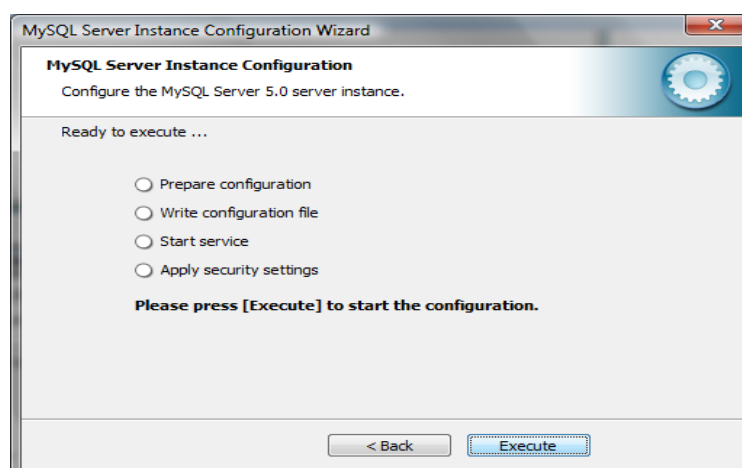 MySQL Server Instance Configuration Wizard
MySQL Server Instance Configuration
Configure the MySQL Server 5.0 server instance.
Ready to execute ...
Prepare configuration
Write configuration file
Start service
Apply security settings
Please press [Execute] to start the configuration.
< Back
Execute